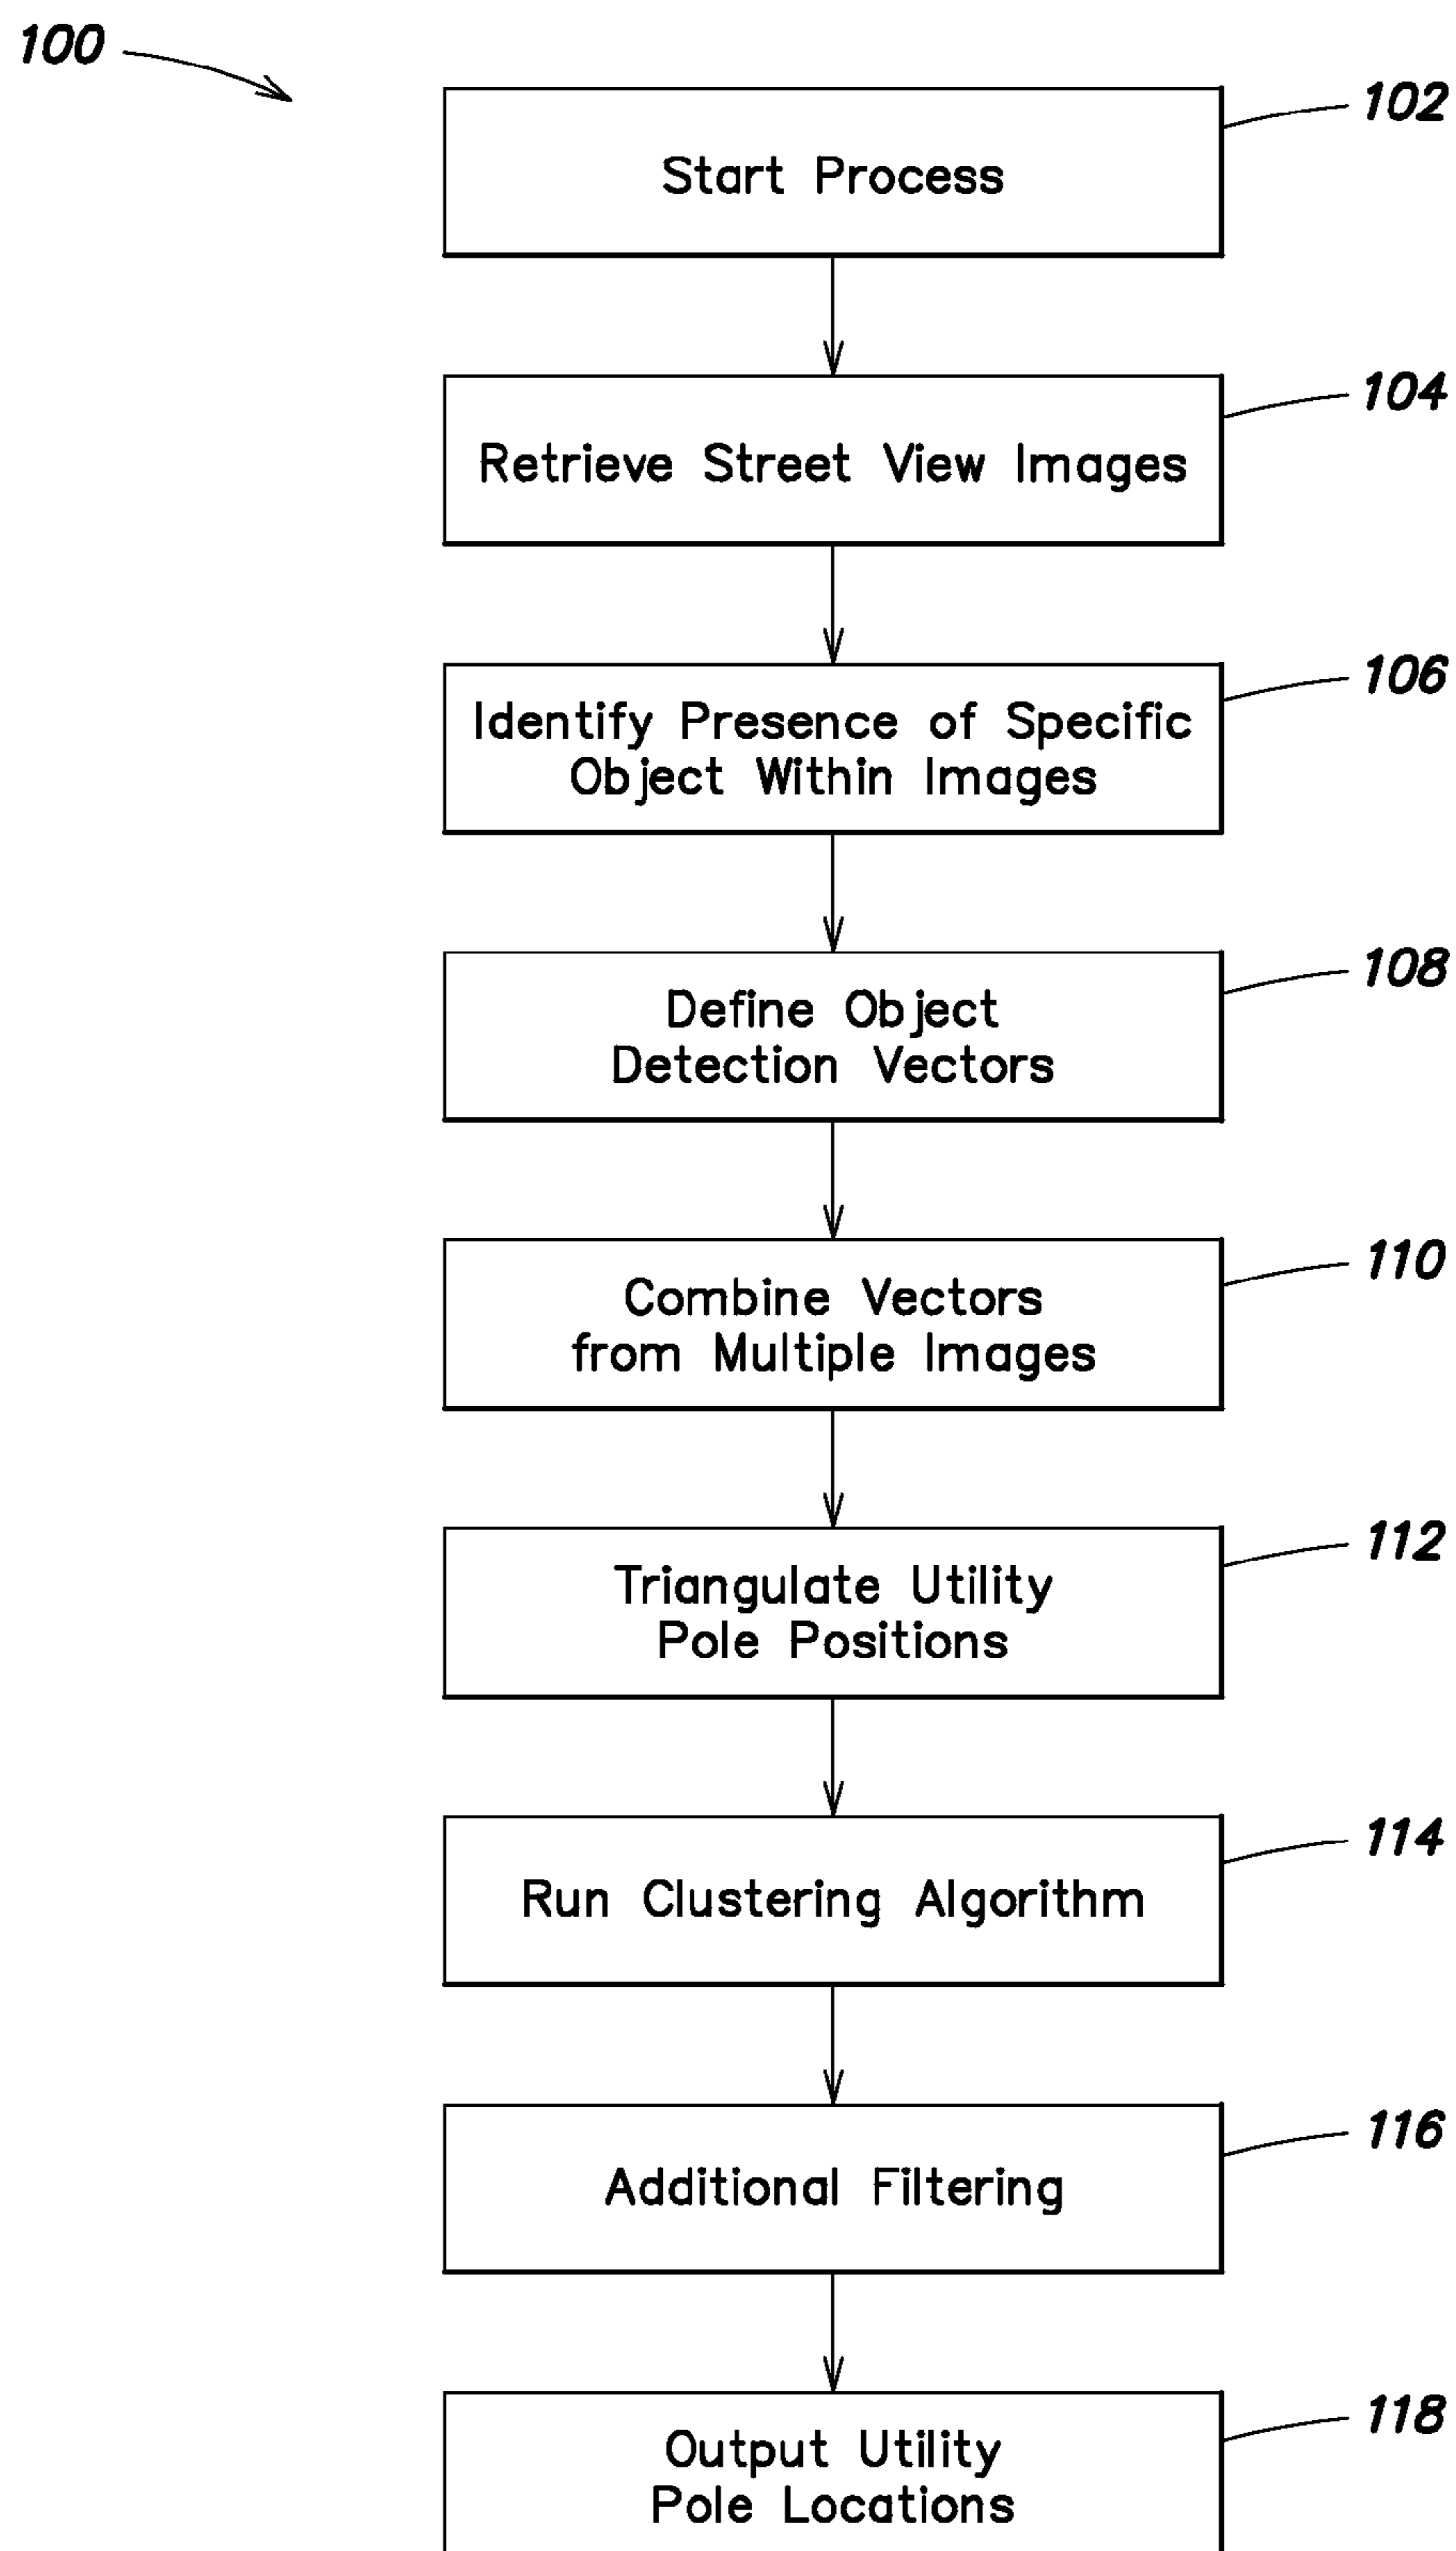 100
102
Start Process
104
Retrieve Street View Images
106
Identify Presence of Specific
Object Within Images
108
Define Object
Detection Vectors
110
Combine Vectors
from Multiple Images
112
Triangulate Utility
Pole Positions
114
Run Clustering Algorithm
116
Additional Filtering
118
Output Utility
Pole Locations